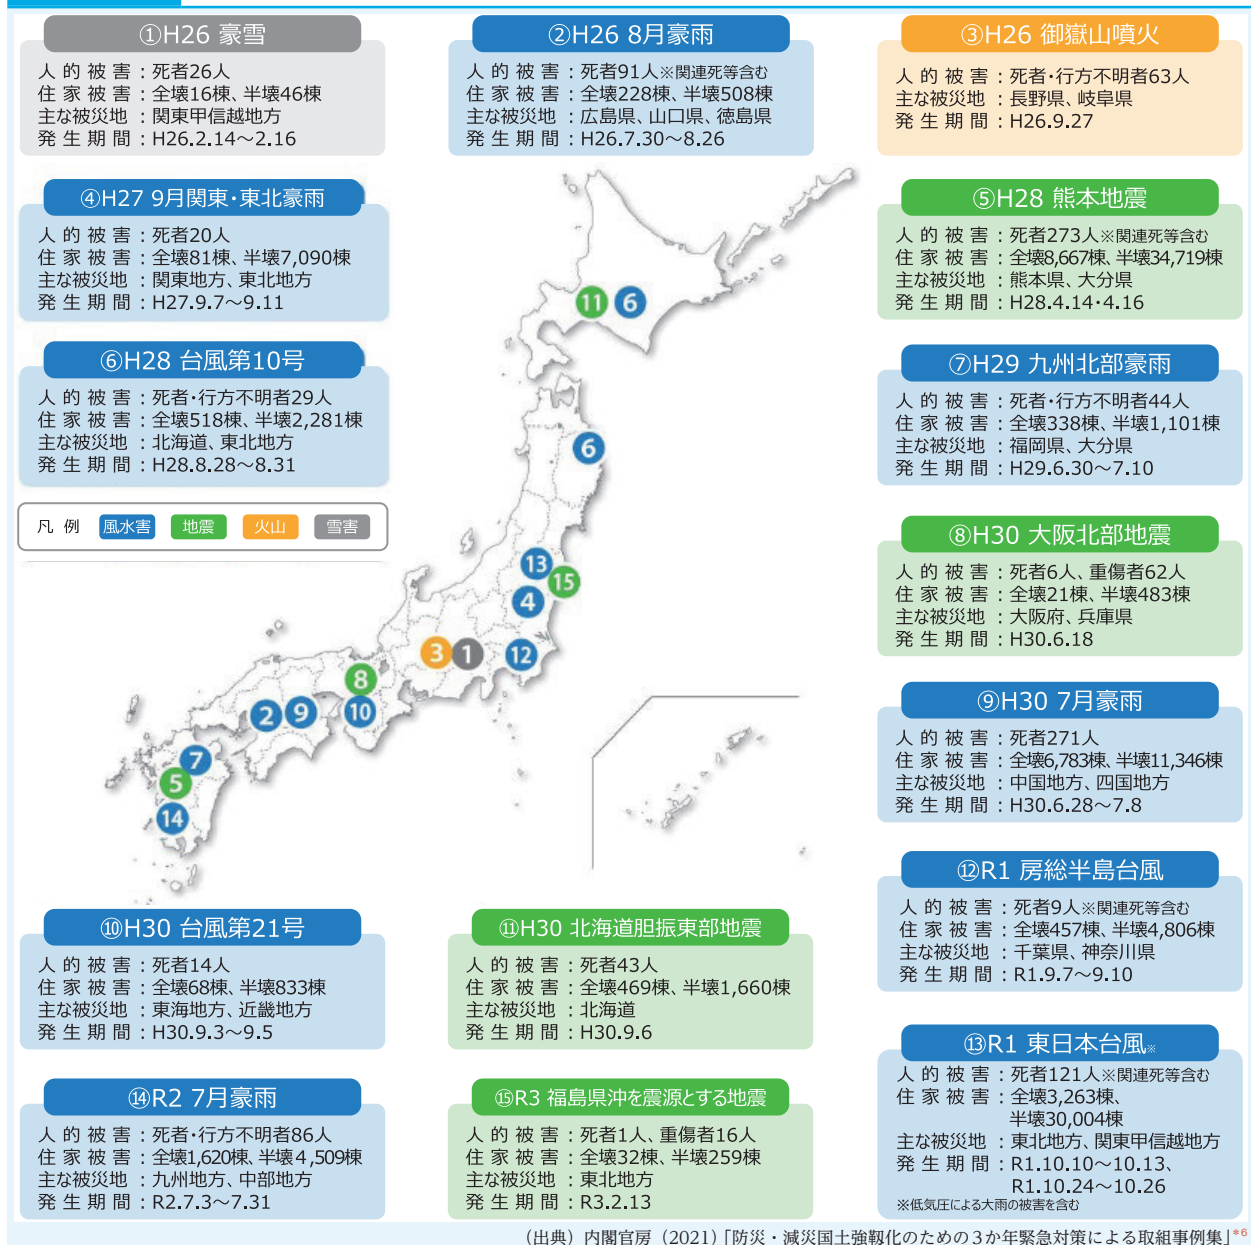 ①H26 豪雪
人的被害：死者26人
住家被害：全壊16棟、半壊46棟
主な被災地：関東甲信越地方
発生期間：H26.2.14～2.16
②H26 8月豪雨
人的被害：死者91人※関連死等含む
住家被害：全壊228棟、半壊508棟
主な被災地：広島県、山口県、徳島県
発生期間：H26.7.30～8.26
③H26 御嶽山噴火
人的被害：死者・行方不明者63人
主な被災地：長野県、岐阜県
発生期間：H26.9.27
④H27 9月関東・東北豪雨
人的被害：死者20人
住家被害：全壊81棟、半壊7,090棟
主な被災地：関東地方、東北地方
発生期間：H27.9.7～9.11
⑤H28 熊本地震
人的被害：死者273人※関連死等含む
住家被害：全壊8,667棟、半壊34,719棟
主な被災地：熊本県、大分県
発生期間：H28.4.14・4.16
⑥H28 台風第10号
人的被害：死者・行方不明者29人
住家被害：全壊518棟、半壊2,281棟
主な被災地：北海道、東北地方
発生期間：H28.8.28～8.31
⑦H29 九州北部豪雨
人的被害：死者・行方不明者44人
住家被害：全壊338棟、半壊1,101棟
主な被災地：福岡県、大分県
発生期間：H29.6.30～7.10
凡例 風水害 地震 火山 雪害
⑧H30 大阪北部地震
人的被害：死者6人、重傷者62人
住家被害：全壊21棟、半壊483棟
主な被災地：大阪府、兵庫県
発生期間：H30.6.18
11 6
6
13
15
4
3 1 12
8
2 9 10
7
5
14
⑨H30 7月豪雨
人的被害：死者271人
住家被害：全壊6,783棟、半壊11,346棟
主な被災地：中国地方、四国地方
発生期間：H30.6.28～7.8
⑩H30 台風第21号
人的被害：死者14人
住家被害：全壊68棟、半壊833棟
主な被災地：東海地方、近畿地方
発生期間：H30.9.3～9.5
⑪H30 北海道胆振東部地震
人的被害：死者43人
住家被害：全壊469棟、半壊1,660棟
主な被災地：北海道
発生期間：H30.9.6
⑫R1 房総半島台風
人的被害：死者9人※関連死等含む
住家被害：全壊457棟、半壊4,806棟
主な被災地：千葉県、神奈川県
発生期間：R1.9.7～9.10
⑬R1 東日本台風※
人的被害：死者121人※関連死等含む
住家被害：全壊3,263棟、
半壊30,004棟
主な被災地：東北地方、関東甲信越地方
発生期間：R1.10.10～10.13、
R1.10.24～10.26
※低気圧による大雨の被害を含む
⑭R2 7月豪雨
人的被害：死者・行方不明者86人
住家被害：全壊1,620棟、半壊４,509棟
主な被災地：九州地方、中部地方
発生期間：R2.7.3～7.31
⑮R3 福島県沖を震源とする地震
人的被害：死者1人、重傷者16人
住家被害：全壊32棟、半壊259棟
主な被災地：東北地方
発生期間：R3.2.13
（出典）内閣官房（2021）「防災・減災国土強靱化のための３か年緊急対策による取組事例集」*6